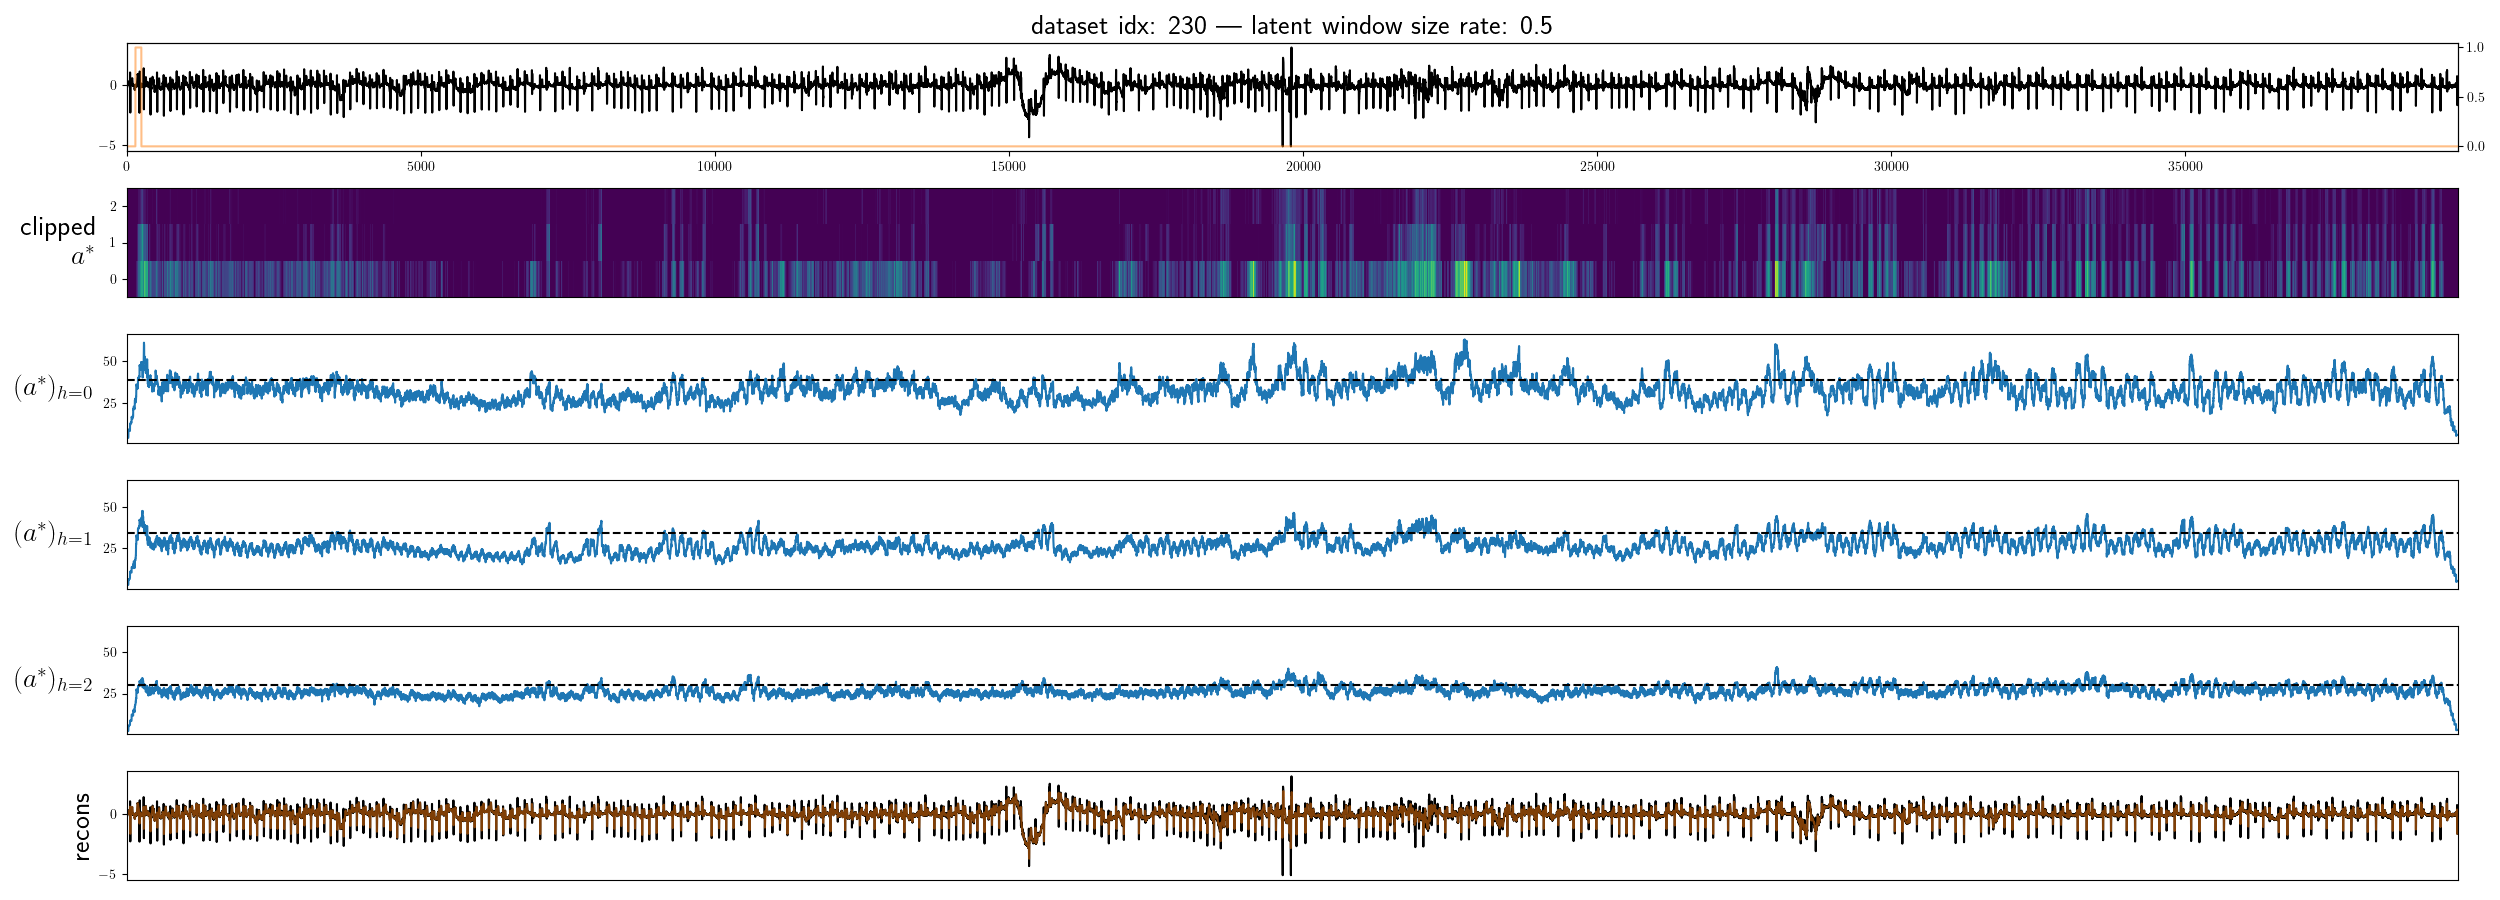 dataset idx: 230 — latent window size rate: 0.5
0
−5
1.0
0.5
0.0
0 5000 10000 15000 20000 25000 30000 35000
clipped
a*
2
1
0
(a*)h=0
50
25
(a*)h=1
50
25
(a*)h=2
50
25
recons
0
−5